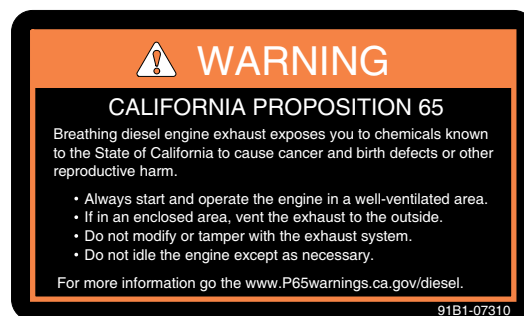 WARNING
CALIFORNIA PROPOSITION 65
Breathing diesel engine exhaust exposes you to chemicals known
to the State of California to cause cancer and birth defects or other
reproductive harm.
• Always start and operate the engine in a well-ventilated area.
• If in an enclosed area, vent the exhaust to the outside.
• Do not modify or tamper with the exhaust system.
• Do not idle the engine except as necessary.
For more information go the www.P65warnings.ca.gov/diesel.
91B1-07310